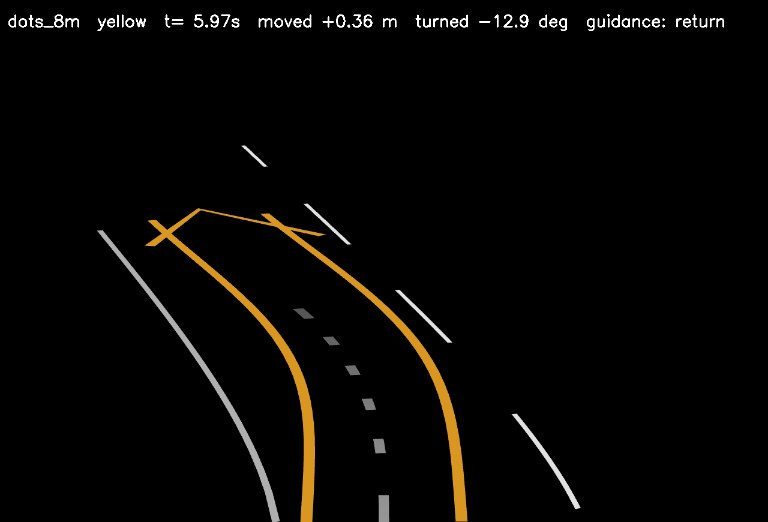 dots_8m yellow t= 5.97s moved +0.36 m turned −12.9 deg guidance: return